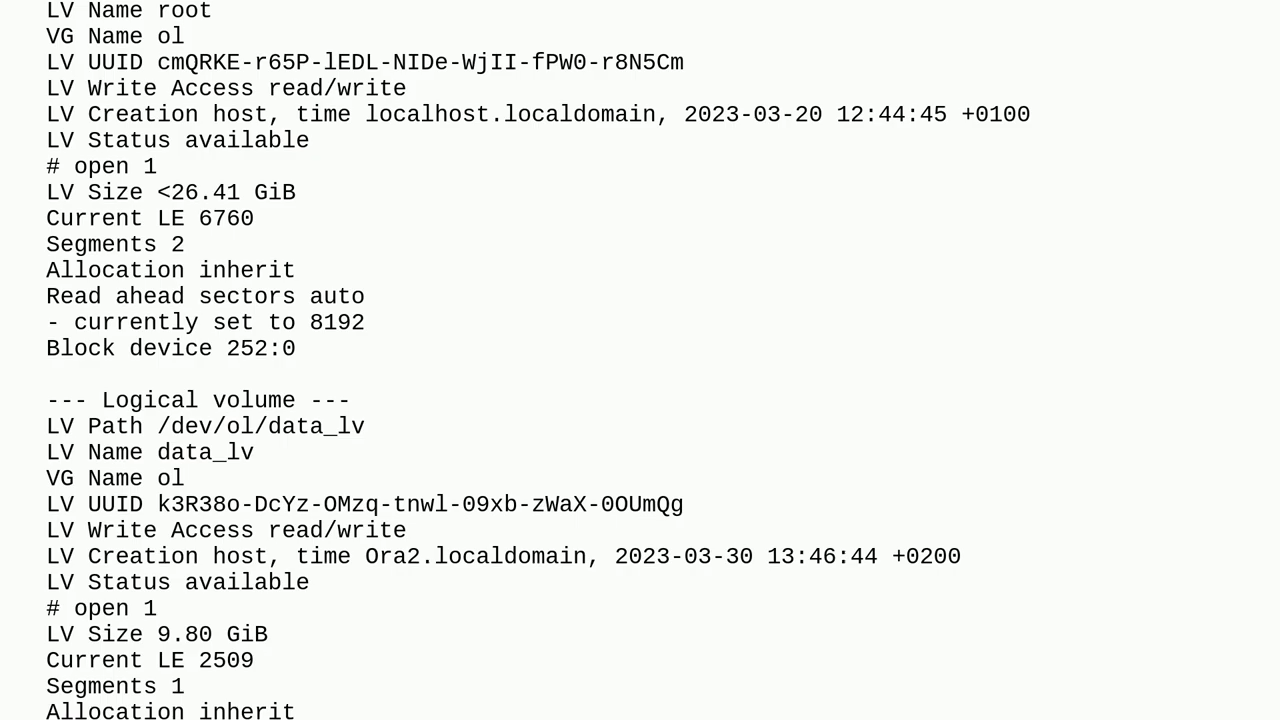 LV Name root
VG Name ol
LV UUID cmQRKE-r65P-lEDL-NIDe-WjII-fPW0-r8N5Cm
LV Write Access read/write
LV Creation host, time localhost.localdomain, 2023-03-20 12:44:45 +0100
LV Status available
# open 1
LV Size <26.41 GiB
Current LE 6760
Segments 2
Allocation inherit
Read ahead sectors auto
- currently set to 8192
Block device 252:0
--- Logical volume ---
LV Path /dev/ol/data_lv
LV Name data_lv
VG Name ol
LV UUID k3R38o-DcYz-OMzq-tnwl-09xb-zWaX-0OUmQg
LV Write Access read/write
LV Creation host, time Ora2.localdomain, 2023-03-30 13:46:44 +0200
LV Status available
# open 1
LV Size 9.80 GiB
Current LE 2509
Segments 1
Allocation inherit